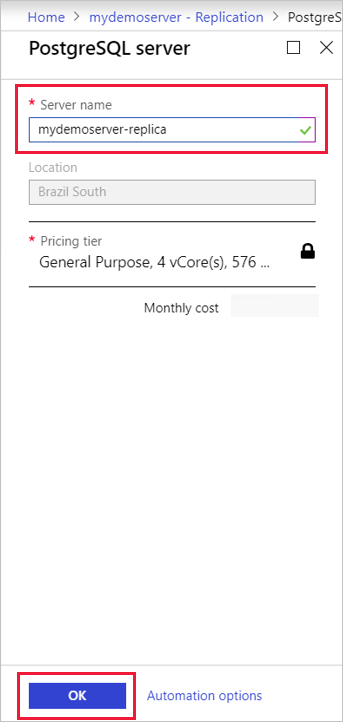 Home > mydemoserver - Replication > PostgreS
PostgreSQL server
* Server name
mydemoserver-replica
Location
Brazil South
* Pricing tier
General Purpose, 4 vCore(s), 576 ...
Monthly cost
OK Automation options